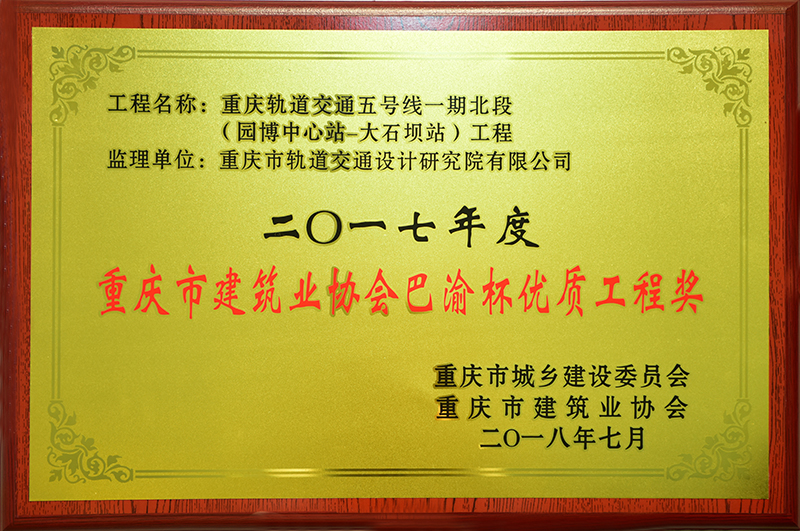 工程名称：重庆轨道交通五号线一期北段
（园博中心站–大石坝站）工程
监理单位：重庆市轨道交通设计研究院有限公司
二〇一七年度
重庆市建筑业协会巴渝杯优质工程奖
重庆市城乡建设委员会
重庆市建筑业协会
二〇一八年七月